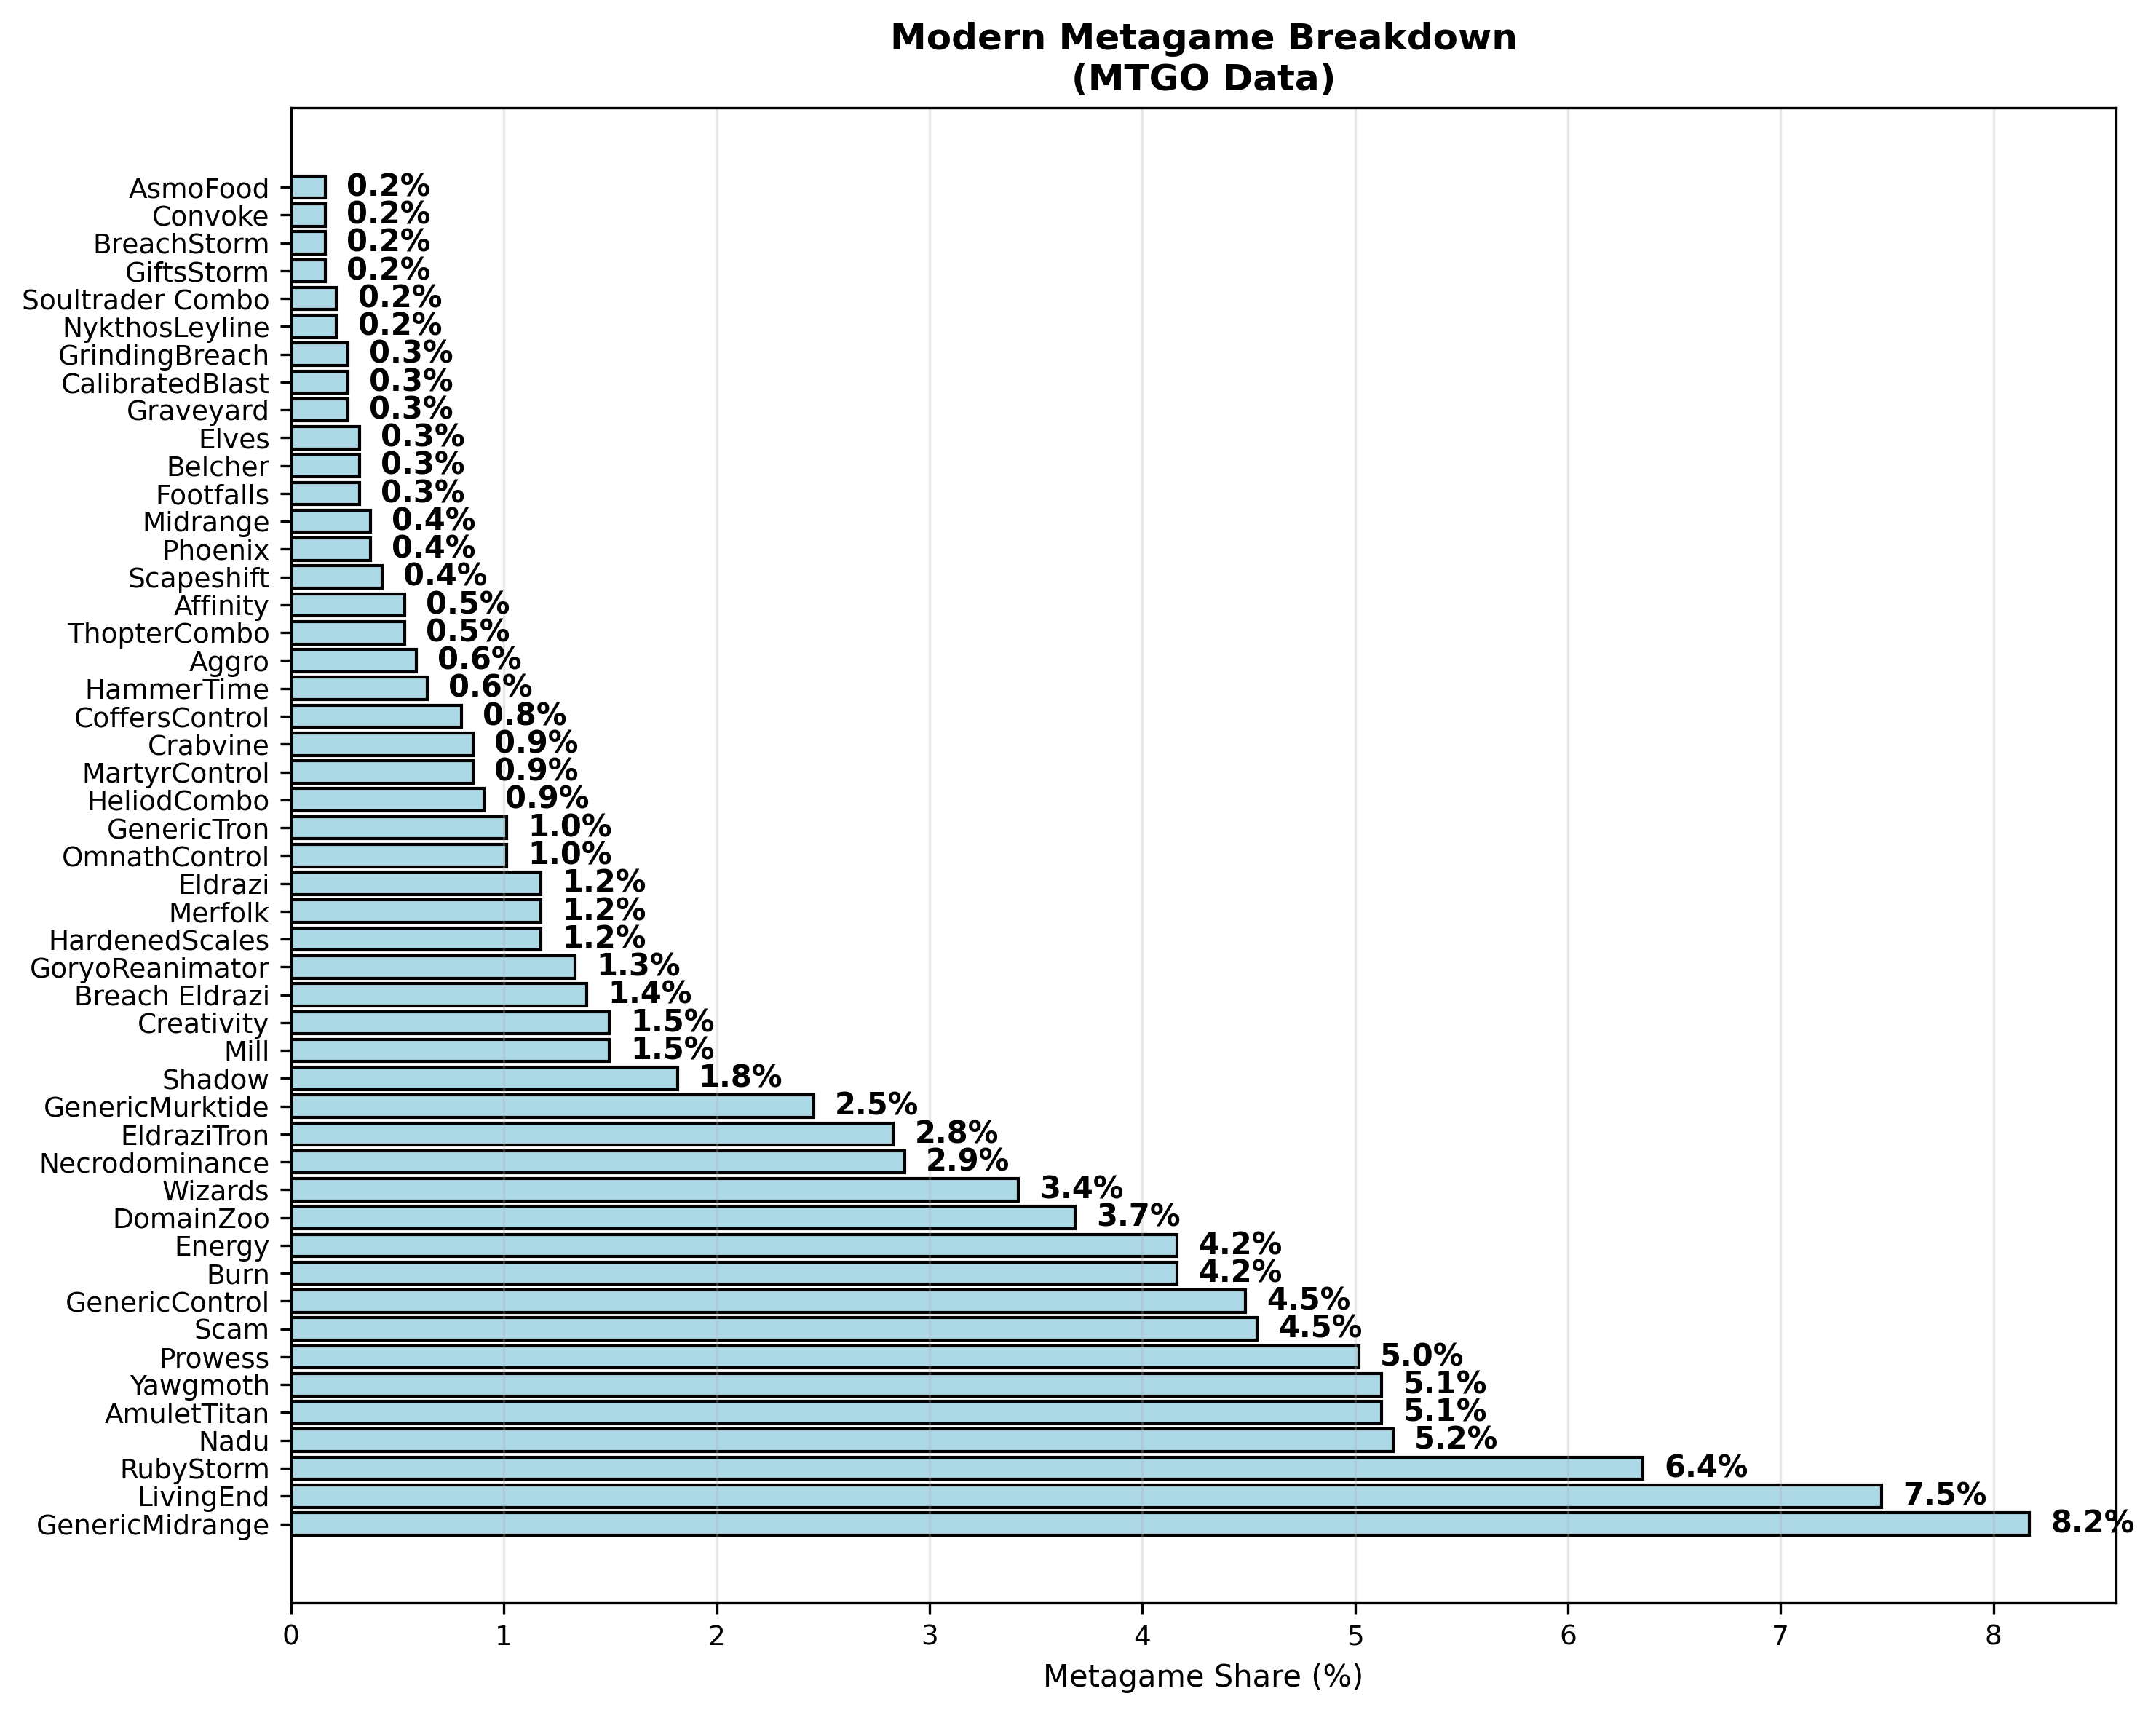 Modern Metagame Breakdown
(MTGO Data)
AsmoFood 0.2%
Convoke 0.2%
BreachStorm 0.2%
GiftsStorm 0.2%
Soultrader Combo 0.2%
NykthosLeyline 0.2%
GrindingBreach 0.3%
CalibratedBlast 0.3%
Graveyard 0.3%
Elves 0.3%
Belcher 0.3%
Footfalls 0.3%
Midrange 0.4%
Phoenix 0.4%
Scapeshift 0.4%
Affinity 0.5%
ThopterCombo 0.5%
Aggro 0.6%
HammerTime 0.6%
CoffersControl 0.8%
Crabvine 0.9%
MartyrControl 0.9%
HeliodCombo 0.9%
GenericTron 1.0%
OmnathControl 1.0%
Eldrazi 1.2%
Merfolk 1.2%
HardenedScales 1.2%
GoryoReanimator 1.3%
Breach Eldrazi 1.4%
Creativity 1.5%
Mill 1.5%
Shadow 1.8%
GenericMurktide 2.5%
EldraziTron 2.8%
Necrodominance 2.9%
Wizards 3.4%
DomainZoo 3.7%
Energy 4.2%
Burn 4.2%
GenericControl 4.5%
Scam 4.5%
Prowess 5.0%
Yawgmoth 5.1%
AmuletTitan 5.1%
Nadu 5.2%
RubyStorm 6.4%
LivingEnd 7.5%
GenericMidrange 8.2%
0 1 2 3 4 5 6 7 8
Metagame Share (%)